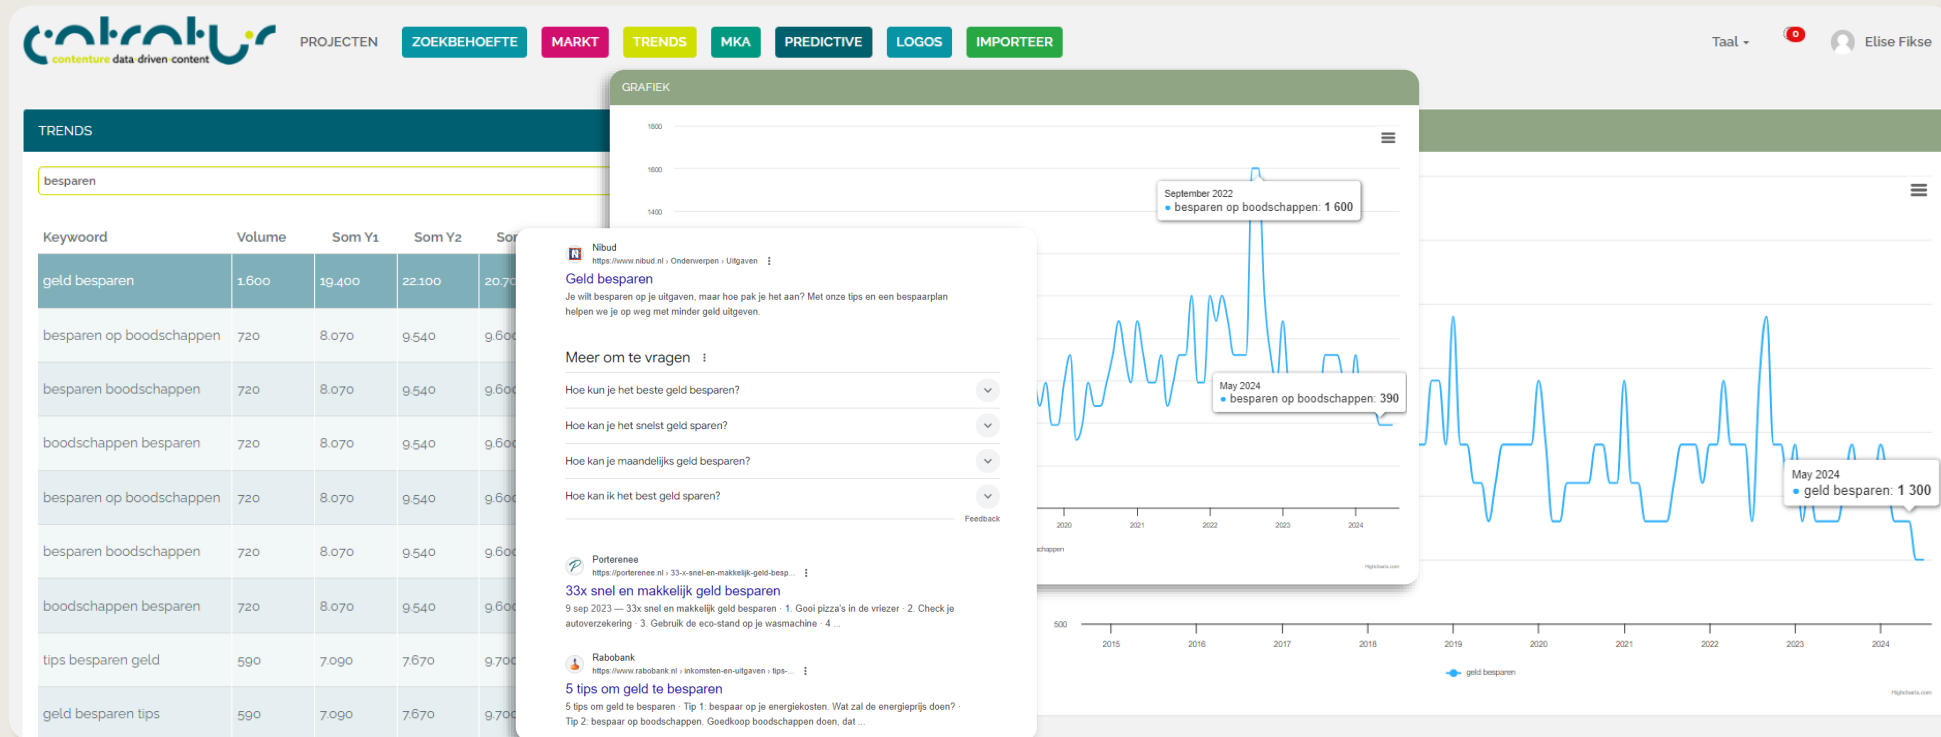 contenture data·driven·content
PROJECTEN
ZOEKBEHOEFTE
MARKT
TRENDS
MKA
PREDICTIVE
LOGOS
IMPORTEER
Taal
0
Elise Fikse
TRENDS
besparen
Keywoord Volume Som Y1 Som Y2
geld besparen 1.600 19.400 22.100
besparen op boodschappen 720 8.070 9.540
besparen boodschappen 720 8.070 9.540
boodschappen besparen 720 8.070 9.540
besparen op boodschappen 720 8.070 9.540
besparen boodschappen 720 8.070 9.540
boodschappen besparen 720 8.070 9.540
tips besparen geld 590 7.090 7.670
geld besparen tips 590 7.090 7.670
GRAFIEK
1800
1600
1400
September 2022
besparen op boodschappen: 1 600
May 2024
besparen op boodschappen: 390
2020 2021 2022 2023 2024
Highcharts.com
Nibud
https://www.nibud.nl › Onderwerpen › Uitgaven
Geld besparen
Je wilt besparen op je uitgaven, maar hoe pak je het aan? Met onze tips en een bespaarplan
helpen we je op weg met minder geld uitgeven.
Meer om te vragen
Hoe kun je het beste geld besparen?
Hoe kan je het snelst geld sparen?
Hoe kan je maandelijks geld besparen?
Hoe kan ik het best geld sparen?
Feedback
Porterenee
https://porterenee.nl › 33-x-snel-en-makkelijk-geld-besp...
33x snel en makkelijk geld besparen
9 sep 2023 — 33x snel en makkelijk geld besparen · 1. Gooi pizza's in de vriezer · 2. Check je
autoverzekering · 3. Gebruik de eco-stand op je wasmachine · 4 ...
Rabobank
https://www.rabobank.nl › inkomsten-en-uitgaven › tips-...
5 tips om geld te besparen
5 tips om geld te besparen · Tip 1: bespaar op je energiekosten. Wat zal de energieprijs doen? ·
Tip 2: bespaar op boodschappen. Goedkoop boodschappen doen, dat ...
May 2024
geld besparen: 1 300
500
2015 2016 2017 2018 2019 2020 2021 2022 2023 2024
geld besparen
Highcharts.com